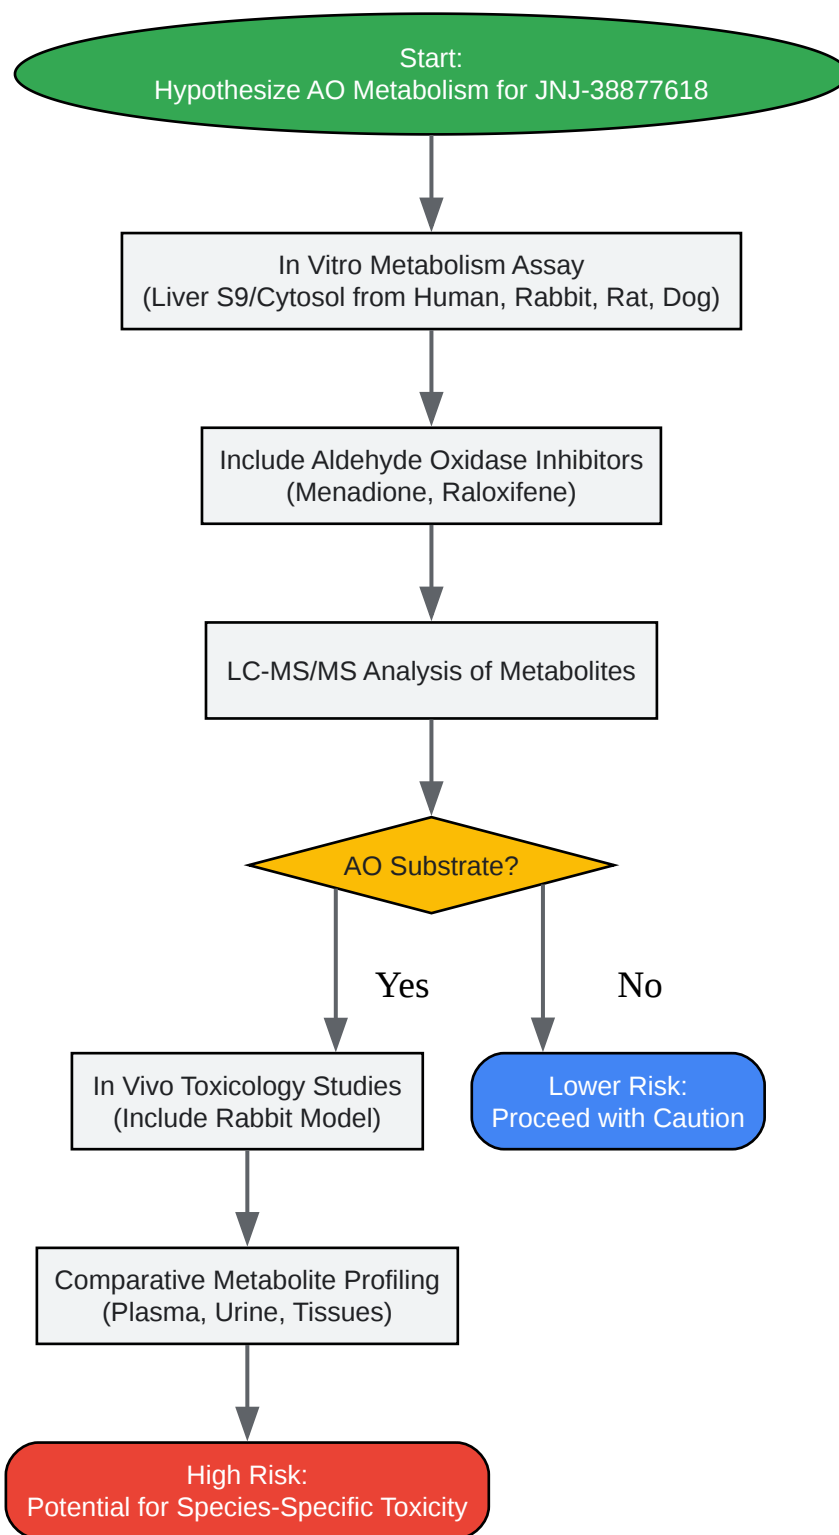 Start:
Hypothesize AO Metabolism for JNJ-38877618
In Vitro Metabolism Assay
(Liver S9/Cytosol from Human, Rabbit, Rat, Dog)
Include Aldehyde Oxidase Inhibitors
(Menadione, Raloxifene)
LC-MS/MS Analysis of Metabolites
AO Substrate?
Yes
No
In Vivo Toxicology Studies
(Include Rabbit Model)
Lower Risk:
Proceed with Caution
Comparative Metabolite Profiling
(Plasma, Urine, Tissues)
High Risk:
Potential for Species-Specific Toxicity